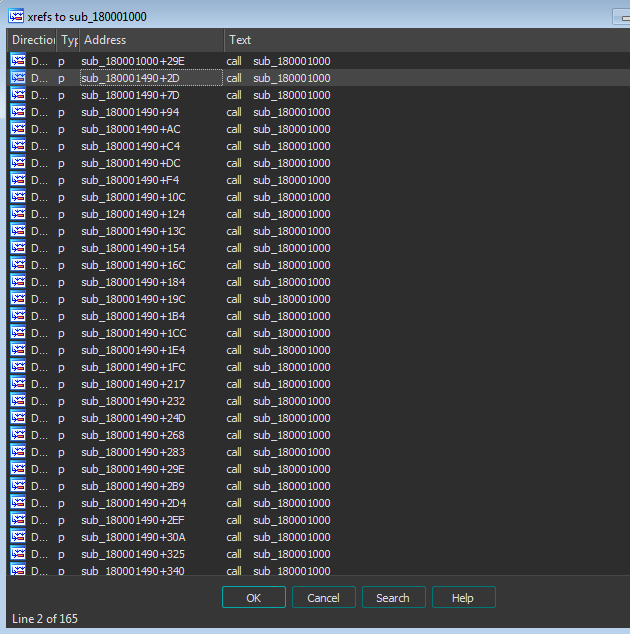 xrefs to sub_180001000
Direction Typ Address Text
D... p sub_180001000+29E call sub_180001000
D... p sub_180001490+2D call sub_180001000
D... p sub_180001490+7D call sub_180001000
D... p sub_180001490+94 call sub_180001000
D... p sub_180001490+AC call sub_180001000
D... p sub_180001490+C4 call sub_180001000
D... p sub_180001490+DC call sub_180001000
D... p sub_180001490+F4 call sub_180001000
D... p sub_180001490+10C call sub_180001000
D... p sub_180001490+124 call sub_180001000
D... p sub_180001490+13C call sub_180001000
D... p sub_180001490+154 call sub_180001000
D... p sub_180001490+16C call sub_180001000
D... p sub_180001490+184 call sub_180001000
D... p sub_180001490+19C call sub_180001000
D... p sub_180001490+1B4 call sub_180001000
D... p sub_180001490+1CC call sub_180001000
D... p sub_180001490+1E4 call sub_180001000
D... p sub_180001490+1FC call sub_180001000
D... p sub_180001490+217 call sub_180001000
D... p sub_180001490+232 call sub_180001000
D... p sub_180001490+24D call sub_180001000
D... p sub_180001490+268 call sub_180001000
D... p sub_180001490+283 call sub_180001000
D... p sub_180001490+29E call sub_180001000
D... p sub_180001490+2B9 call sub_180001000
D... p sub_180001490+2D4 call sub_180001000
D... p sub_180001490+2EF call sub_180001000
D... p sub_180001490+30A call sub_180001000
D... p sub_180001490+325 call sub_180001000
D... p sub_180001490+340 call sub_180001000
OK Cancel Search Help
Line 2 of 165